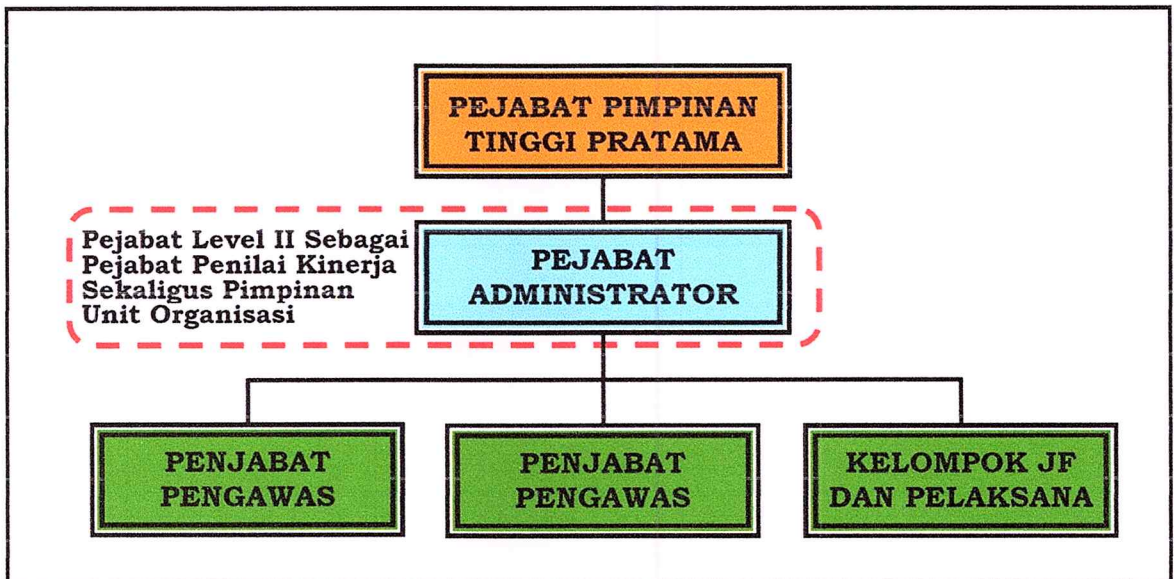 PEJABAT PIMPINAN
TINGGI PRATAMA
Pejabat Level II Sebagai
Pejabat Penilai Kinerja
Sekaligus Pimpinan
Unit Organisasi
PEJABAT
ADMINISTRATOR
PENJABAT
PENGAWAS
PENJABAT
PENGAWAS
KELOMPOK JF
DAN PELAKSANA